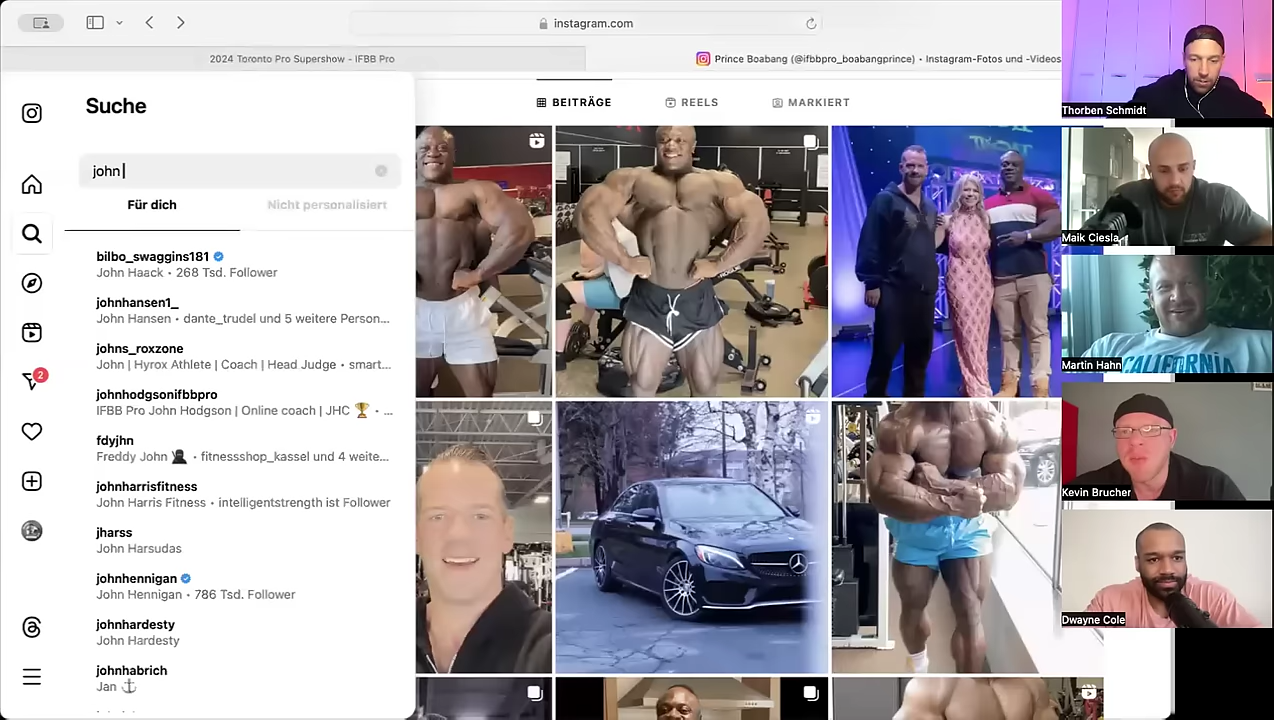 instagram.com
2024 Toronto Pro Supershow - IFBB Pro
Prince Boabang (@ifbbpro_boabangprince) • Instagram-Fotos und -Videos
Suche
john
Für dich
Nicht personalisiert
bilbo_swaggins181
John Haack • 268 Tsd. Follower
johnhansen1_
John Hansen • dante_trudel und 5 weitere Person...
johns_roxzone
John | Hyrox Athlete | Coach | Head Judge • smart...
johnhodgsonifbbpro
IFBB Pro John Hodgson | Online coach | JHC 🏆 • ...
fdyjhn
Freddy John • fitnessshop_kassel und 4 weite...
johnharrisfitness
John Harris Fitness • intelligentstrength ist Follower
jharss
John Harsudas
johnhennigan
John Hennigan • 786 Tsd. Follower
johnhardesty
John Hardesty
johnhabrich
Jan ⚓
2
BEITRÄGE
REELS
MARKIERT
Thorben Schmidt
Maik Ciesla
Martin Hahn
CALIFORNIA
Kevin Brucher
Dwayne Cole